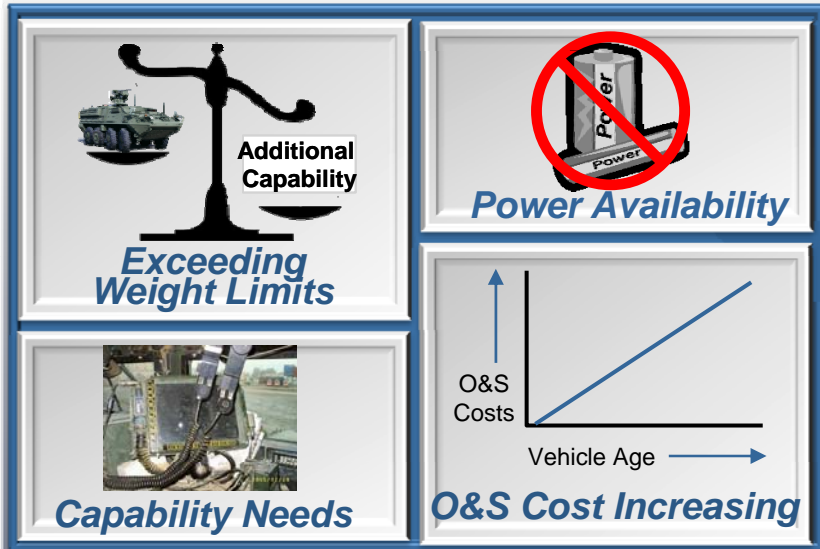 Additional
Capability
Exceeding
Weight Limits
Power
Power
Power Availability
Capability Needs
O&S
Costs
Vehicle Age
O&S Cost Increasing